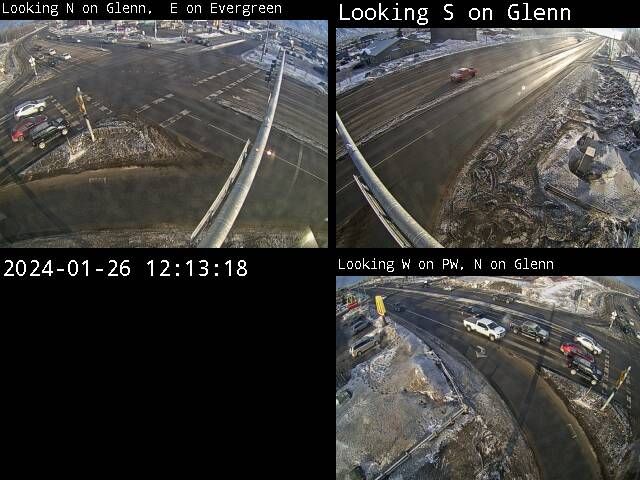 Looking N on Glenn,  E on Evergreen
Looking S on Glenn
2024-01-26 12:13:18
Looking W on PW, N on Glenn